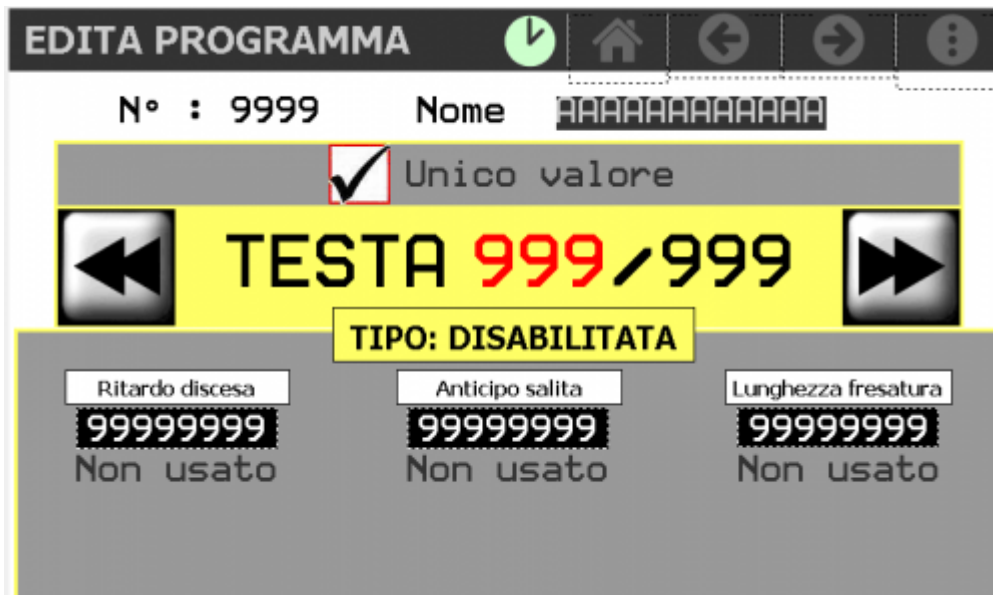 EDITA PROGRAMMA
N° : 9999 Nome AAAAAAAAAAAA
Unico valore
TESTA 999/999
TIPO: DISABILITATA
Ritardo discesa Anticipo salita Lunghezza fresatura
99999999 99999999 99999999
Non usato Non usato Non usato